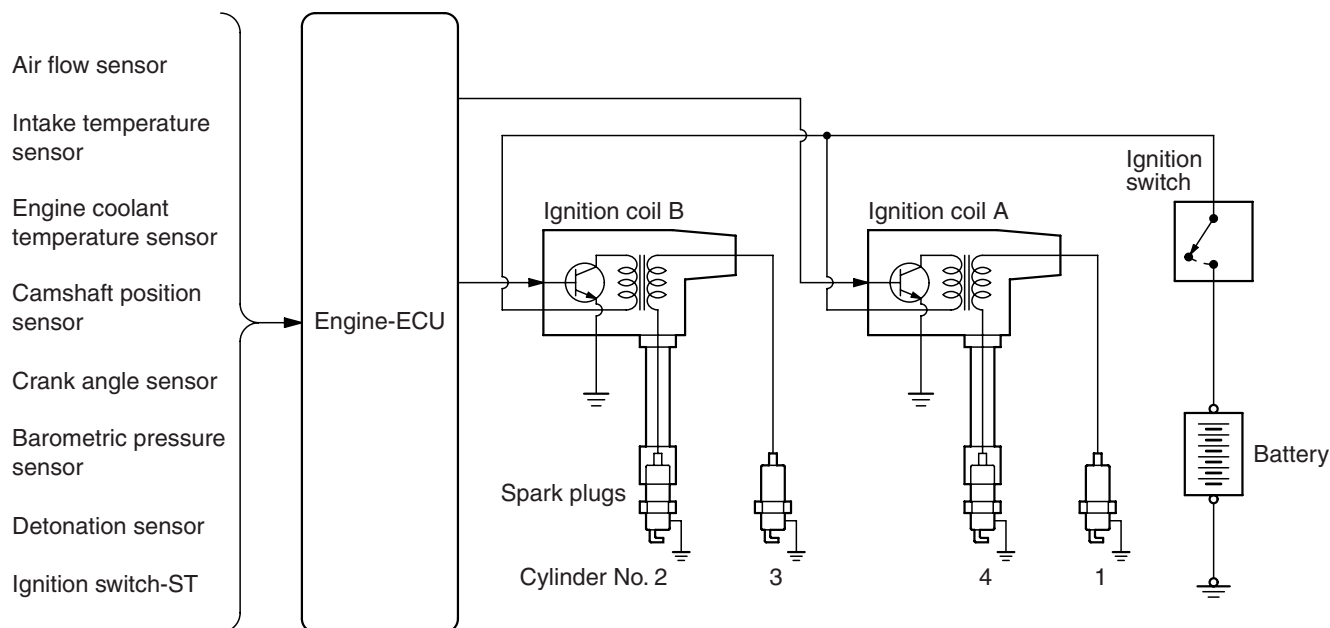 Air flow sensor
Intake temperature
sensor
Engine coolant
temperature sensor
Camshaft position
sensor
Crank angle sensor
Barometric pressure
sensor
Detonation sensor
Ignition switch-ST
Engine-ECU
Ignition coil B
Ignition coil A
Ignition
switch
Battery
Spark plugs
Cylinder No. 2 3 4 1